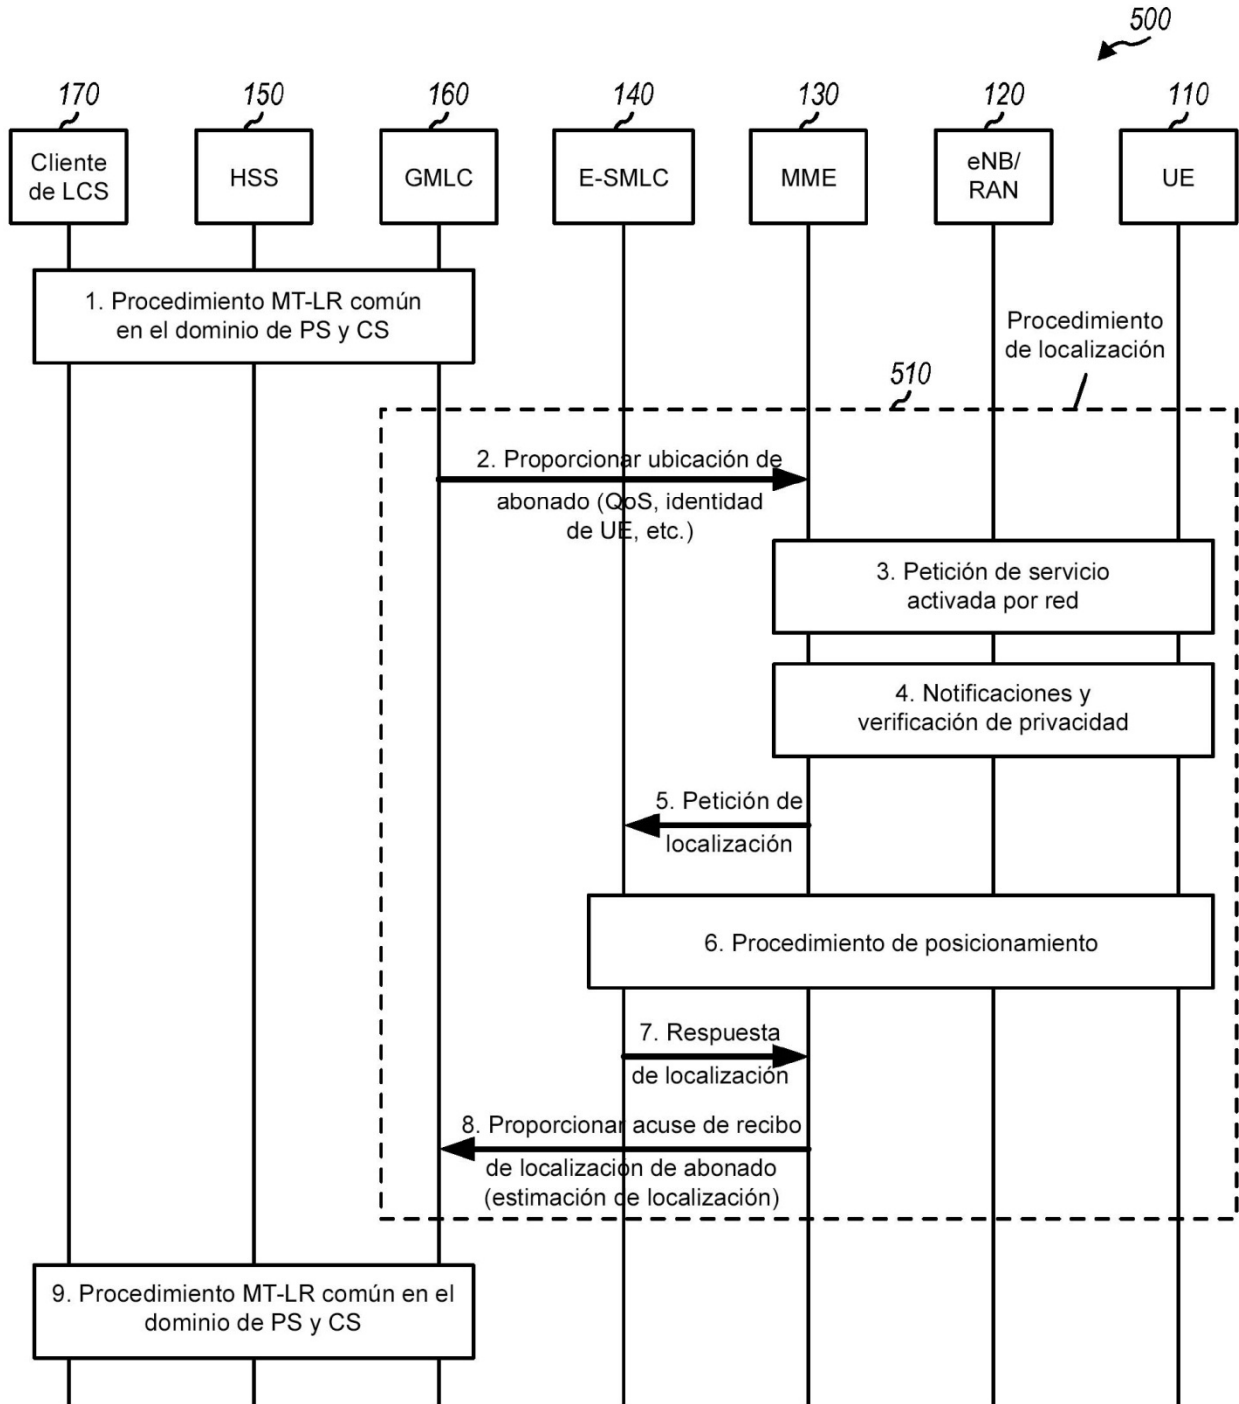 500
170
150
160
140
130
120
110
Cliente
de LCS
HSS
GMLC
E-SMLC
MME
eNB/
RAN
UE
1. Procedimiento MT-LR común
en el dominio de PS y CS
Procedimiento
de localización
510
2. Proporcionar ubicación de
abonado (QoS, identidad
de UE, etc.)
3. Petición de servicio
activada por red
4. Notificaciones y
verificación de privacidad
5. Petición de
localización
6. Procedimiento de posicionamiento
7. Respuesta
de localización
8. Proporcionar acuse de recibo
de localización de abonado
(estimación de localización)
9. Procedimiento MT-LR común en el
dominio de PS y CS